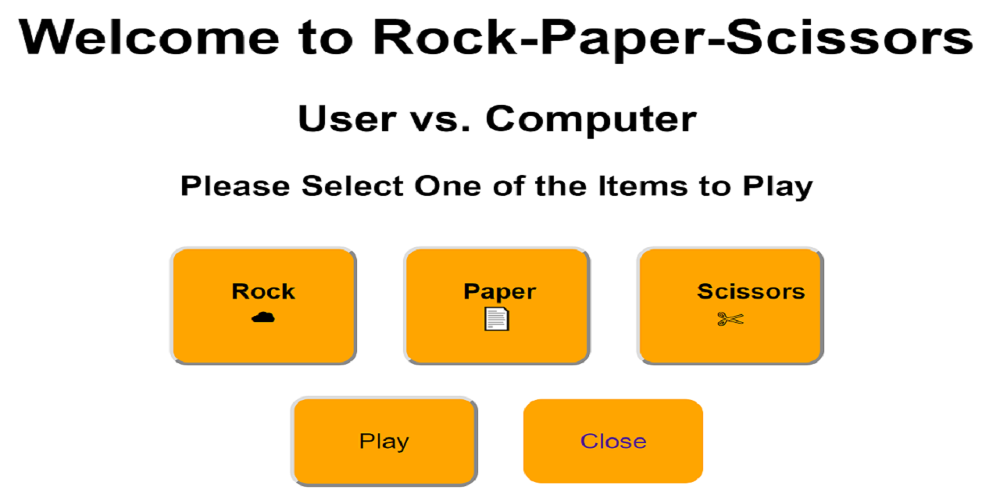 Welcome to Rock-Paper-Scissors
User vs. Computer
Please Select One of the Items to Play
Rock
Paper
Scissors
Play
Close